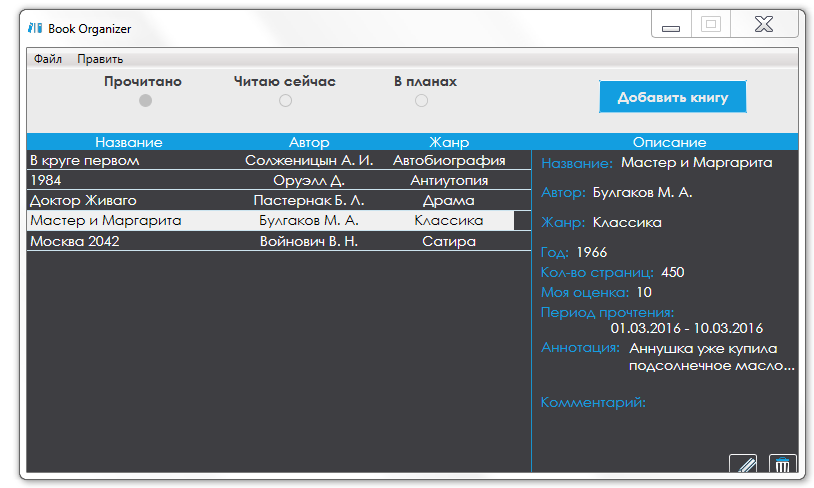 Book Organizer
Файл Править
Прочитано Читаю сейчас В планах
Добавить книгу
Название Автор Жанр Описание
В круге первом Солженицын А. И. Автобиография
1984 Оруэлл Д. Антиутопия
Доктор Живаго Пастернак Б. Л. Драма
Мастер и Маргарита Булгаков М. А. Классика
Москва 2042 Войнович В. Н. Сатира
Название: Мастер и Маргарита
Автор: Булгаков М. А.
Жанр: Классика
Год: 1966
Кол-во страниц: 450
Моя оценка: 10
Период прочтения:
01.03.2016 - 10.03.2016
Аннотация: Аннушка уже купила
подсолнечное масло...
Комментарий: